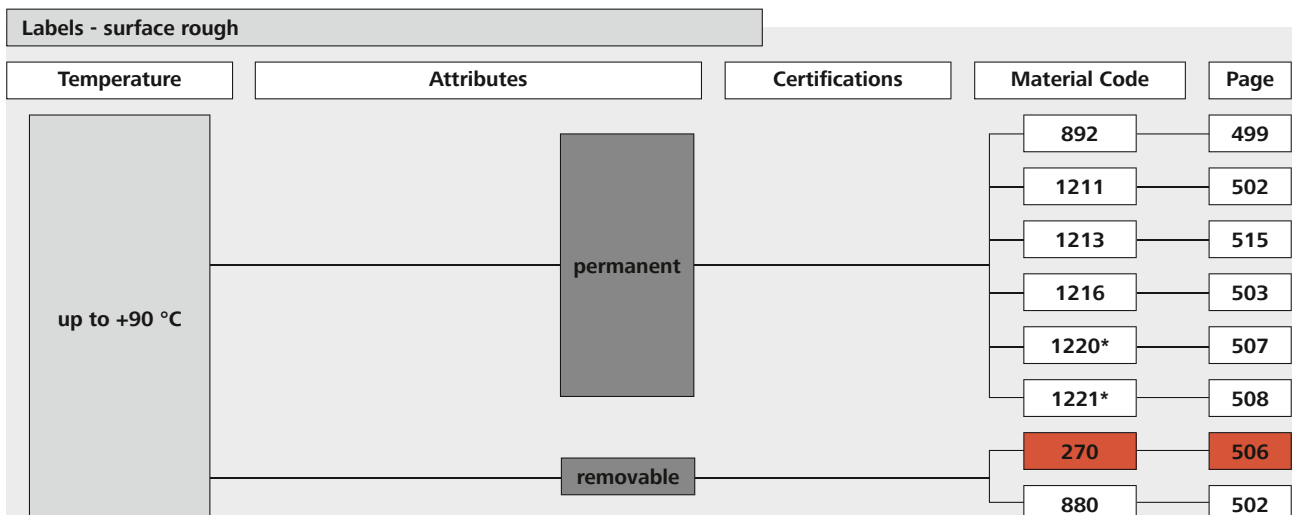 Labels - surface rough
Temperature Attributes Certifications Material Code Page
892 499
1211 502
1213 515
permanent
1216 503
up to +90 °C
1220* 507
1221* 508
270 506
removable
880 502